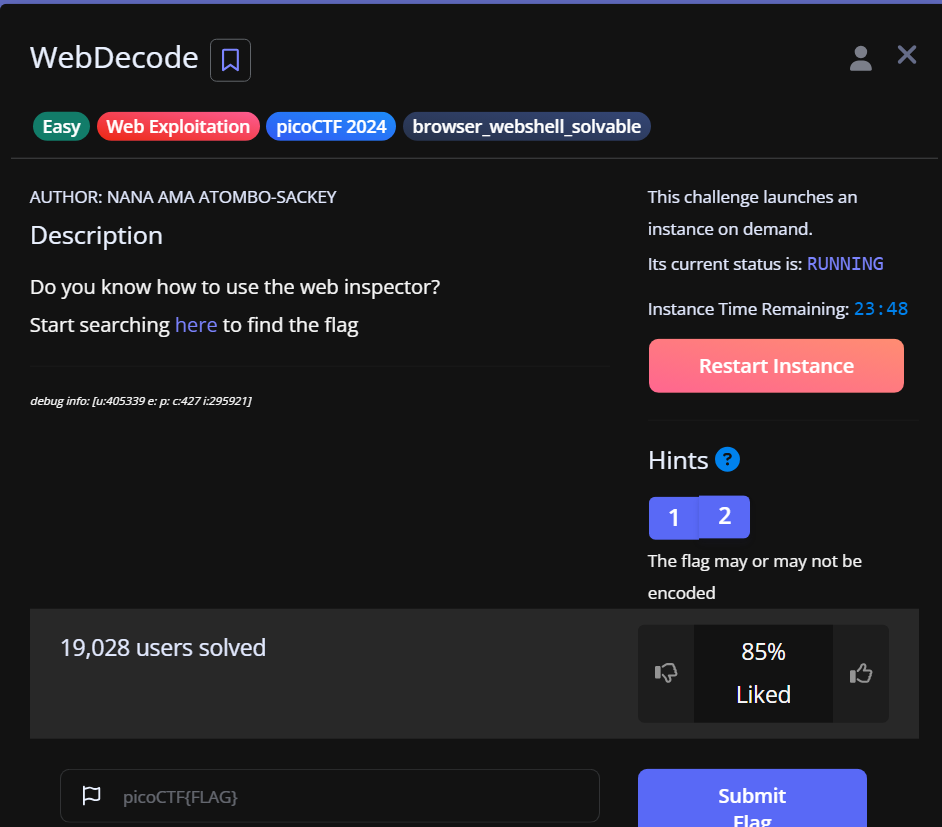 WebDecode
Easy Web Exploitation picoCTF 2024 browser_webshell_solvable
AUTHOR: NANA AMA ATOMBO-SACKEY
Description
Do you know how to use the web inspector?
Start searching here to find the flag
debug info: [u:405339 e: p: c:427 i:295921]
This challenge launches an
instance on demand.
Its current status is: RUNNING
Instance Time Remaining: 23:48
Restart Instance
Hints ?
1 2
The flag may or may not be
encoded
19,028 users solved
85%
Liked
picoCTF{FLAG}
Submit
Flag